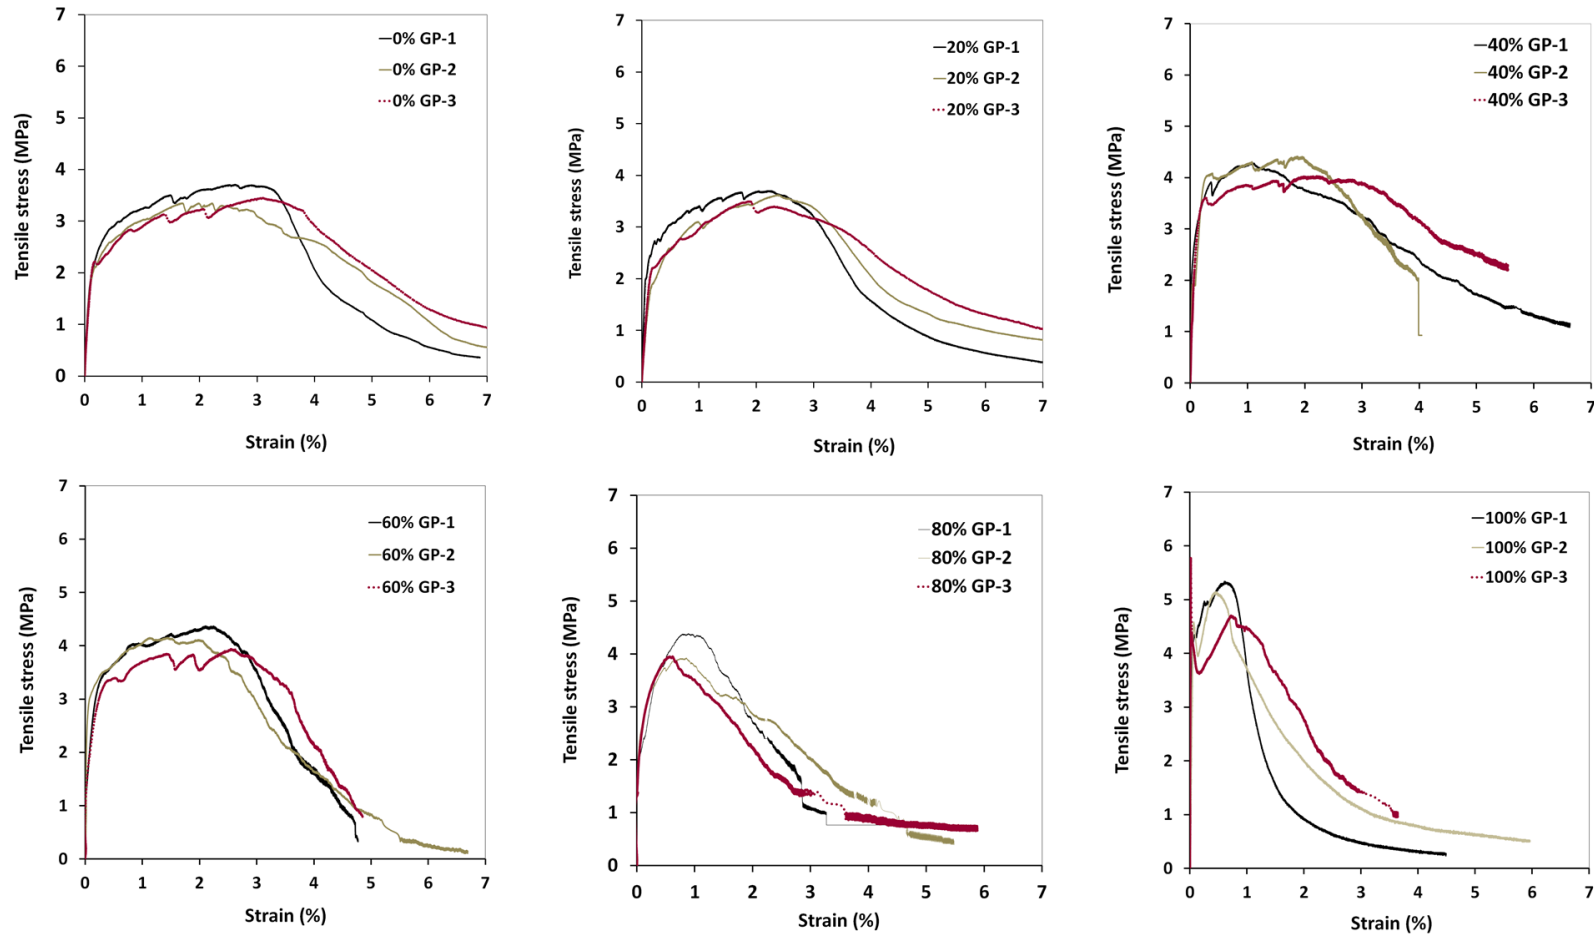 7
6
5
4
3
2
1
0
Tensile stress (MPa)
0 1 2 3 4 5 6 7
Strain (%)
0% GP-1
0% GP-2
0% GP-3
7
6
5
4
3
2
1
0
Tensile stress (MPa)
0 1 2 3 4 5 6 7
Strain (%)
20% GP-1
20% GP-2
20% GP-3
7
6
5
4
3
2
1
0
Tensile stress (MPa)
0 1 2 3 4 5 6 7
Strain (%)
40% GP-1
40% GP-2
40% GP-3
7
6
5
4
3
2
1
0
Tensile stress (MPa)
0 1 2 3 4 5 6 7
Strain (%)
60% GP-1
60% GP-2
60% GP-3
7
6
5
4
3
2
1
0
Tensile stress (MPa)
1 2 3 4 5 6 7
Strain (%)
80% GP-1
80% GP-2
80% GP-3
7
6
5
4
3
2
1
0
Tensile stress (MPa)
0 1 2 3 4 5 6 7
Strain (%)
100% GP-1
100% GP-2
100% GP-3